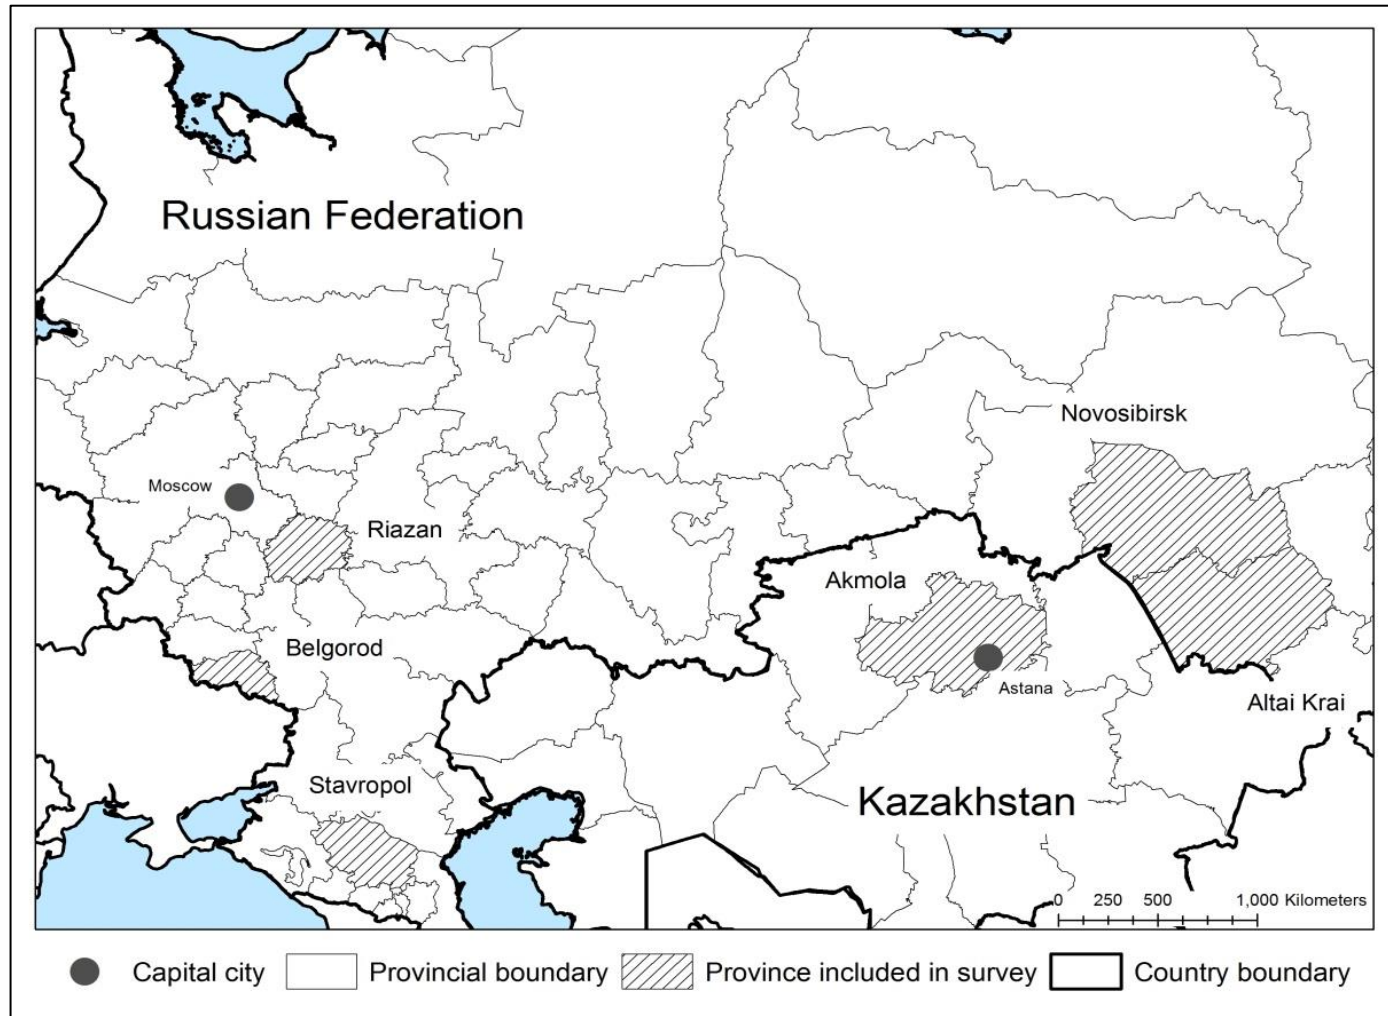 Russian Federation
Novosibirsk
Moscow
Riazan
Akmola
Belgorod
Astana
Altai Krai
Stavropol
Kazakhstan
0 250 500 1,000 Kilometers
Capital city Provincial boundary Province included in survey Country boundary